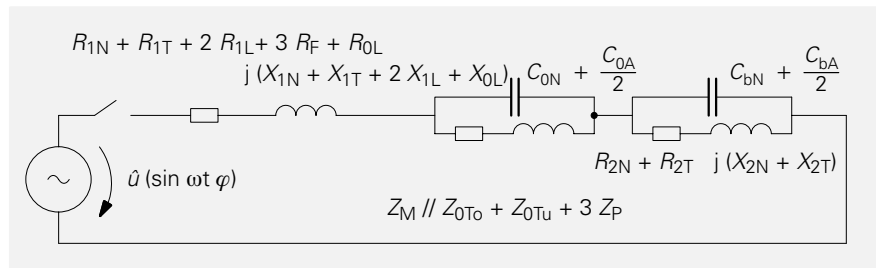 R1N + R1T + 2 R1L+ 3 RF + R0L
j (X1N + X1T + 2 X1L + X0L)
C0N + C0A/2
CbN + CbA/2
R2N + R2T j (X2N + X2T)
û (sin ωt φ)
ZM // Z0To + Z0Tu + 3 ZP